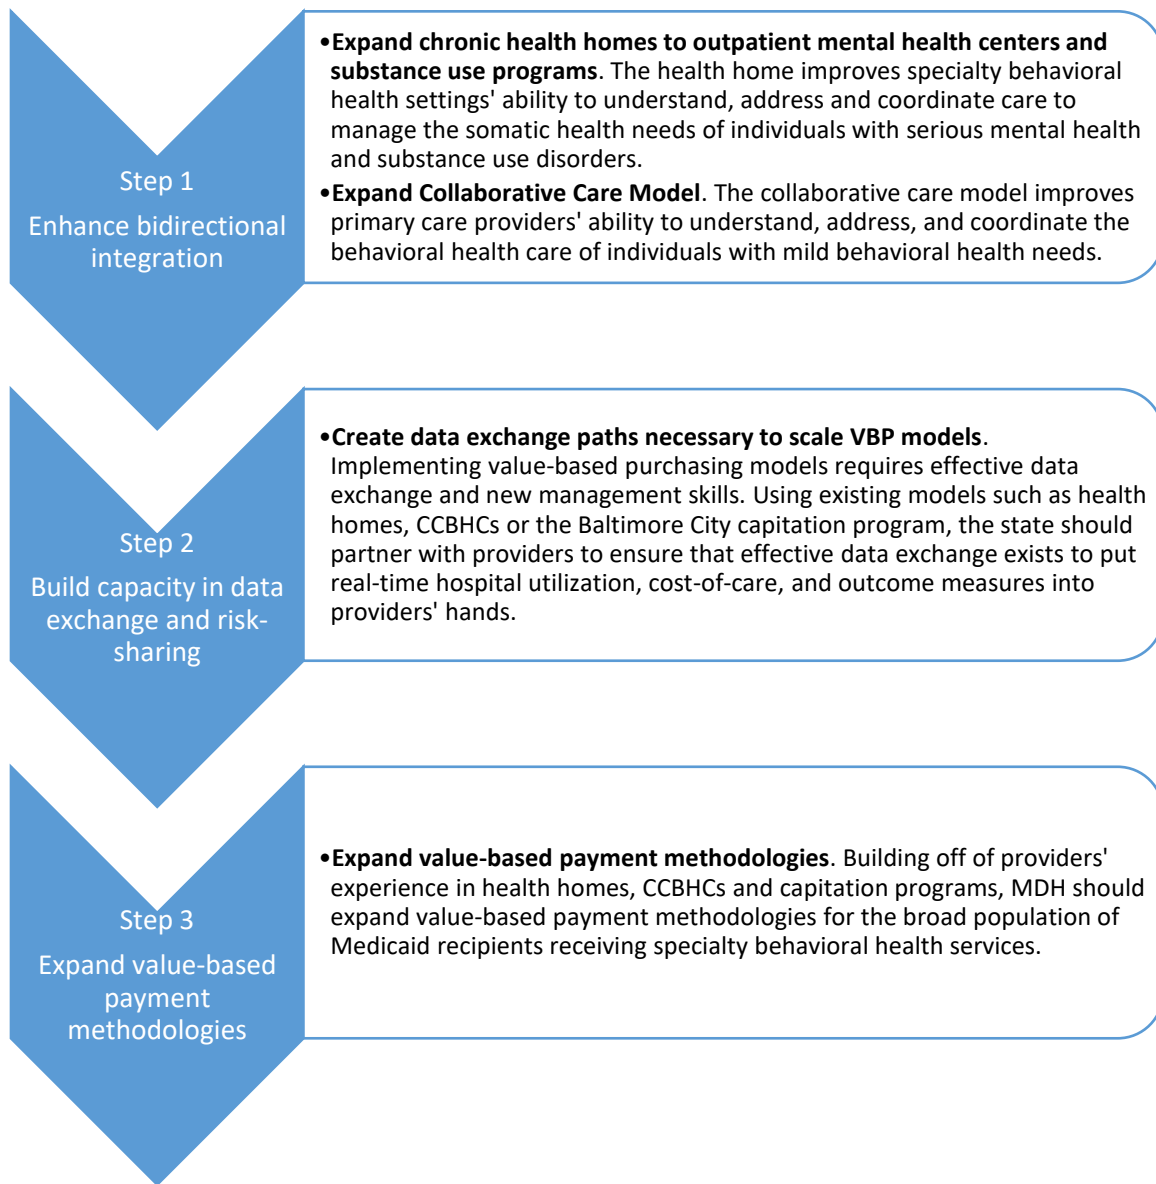 Step 1
Enhance bidirectional
integration
•Expand chronic health homes to outpatient mental health centers and
substance use programs. The health home improves specialty behavioral
health settings' ability to understand, address and coordinate care to
manage the somatic health needs of individuals with serious mental health
and substance use disorders.
•Expand Collaborative Care Model. The collaborative care model improves
primary care providers' ability to understand, address, and coordinate the
behavioral health care of individuals with mild behavioral health needs.
Step 2
Build capacity in data
exchange and risk-
sharing
•Create data exchange paths necessary to scale VBP models.
Implementing value-based purchasing models requires effective data
exchange and new management skills. Using existing models such as health
homes, CCBHCs or the Baltimore City capitation program, the state should
partner with providers to ensure that effective data exchange exists to put
real-time hospital utilization, cost-of-care, and outcome measures into
providers' hands.
Step 3
Expand value-based
payment
methodologies
•Expand value-based payment methodologies. Building off of providers'
experience in health homes, CCBHCs and capitation programs, MDH should
expand value-based payment methodologies for the broad population of
Medicaid recipients receiving specialty behavioral health services.